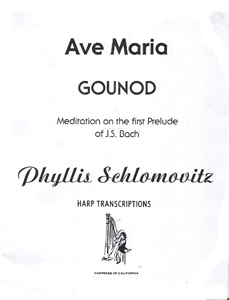 Ave Maria
GOUNOD
Meditation on the first Prelude
of J.S. Bach
Phyllis Schlomovitz
HARP TRANSCRIPTIONS
HARPRESS OF CALIFORNIA